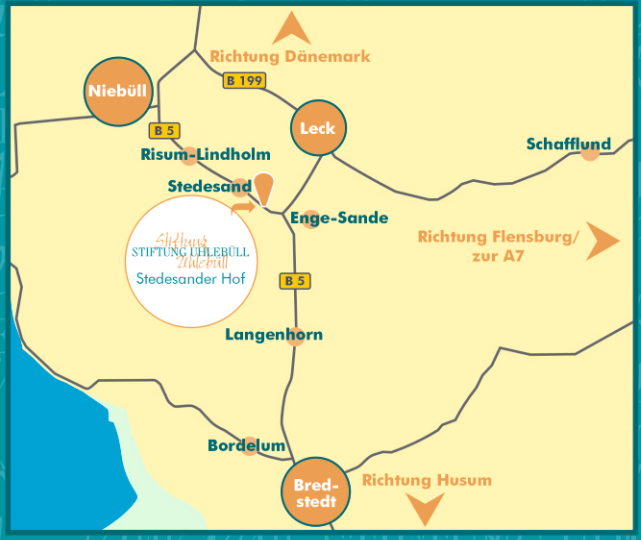 Richtung Dänemark
Niebüll
B 199
B 5
Leck
Risum-Lindholm
Schafflund
Stedesand
Enge-Sande
Richtung Flensburg/
zur A7
Stiftung
STIFTUNG UHLEBÜLL
Uhlebüll
Stedesander Hof
B 5
Langenhorn
Bordelum
Bred-
stedt
Richtung Husum